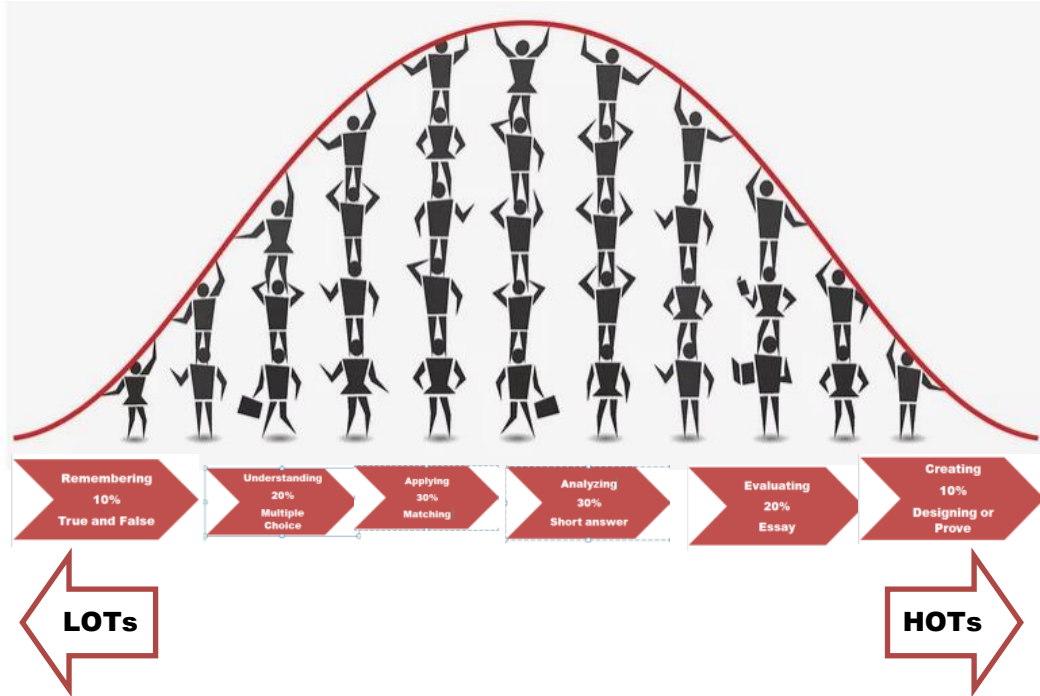 Remembering
10%
True and False
Understanding
20%
Multiple
Choice
Applying
30%
Matching
Analyzing
30%
Short answer
Evaluating
20%
Essay
Creating
10%
Designing or
Prove
LOTs
HOTs